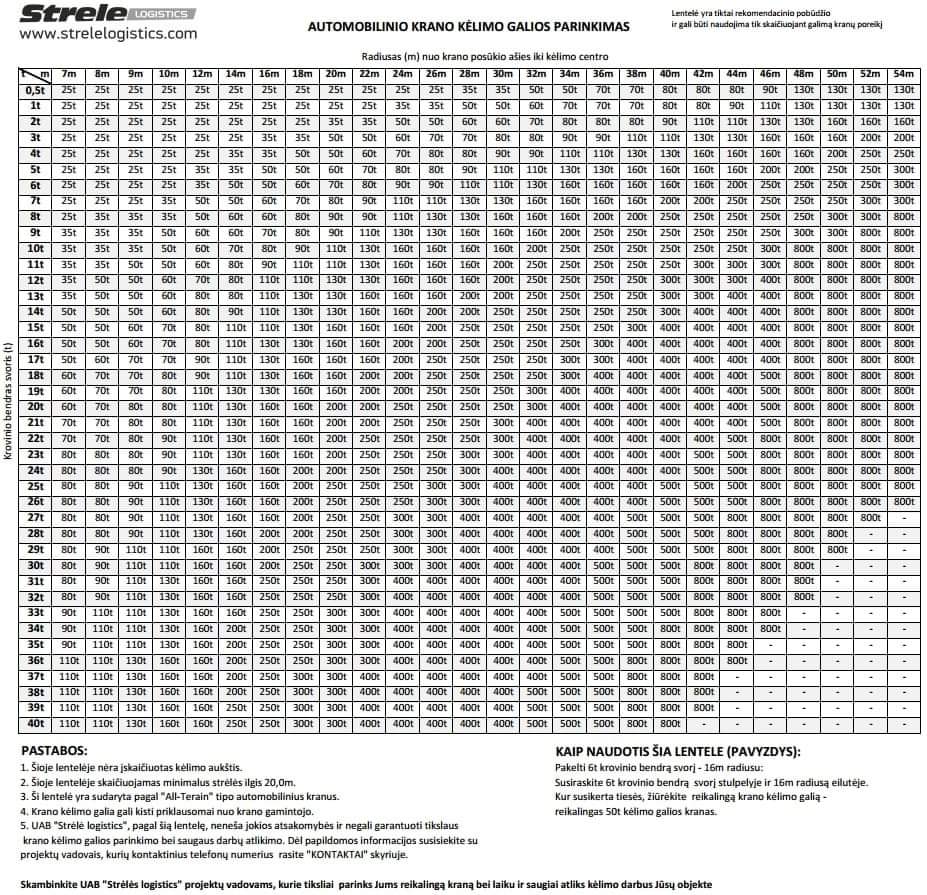 Strele LOGISTICS
www.strelelogistics.com
AUTOMOBILINIO KRANO KĖLIMO GALIOS PARINKIMAS
Lentelė yra tiktai rekomendacinio pobūdžio
ir gali būti naudojima tik skaičiuojant galimą kranų poreikį
Radiusas (m) nuo krano posūkio ašies iki kėlimo centro
t m 7m 8m 9m 10m 12m 14m 16m 18m 20m 22m 24m 26m 28m 30m 32m 34m 36m 38m 40m 42m 44m 46m 48m 50m 52m 54m
0,5t 25t 25t 25t 25t 25t 25t 25t 25t 25t 25t 25t 25t 35t 35t 50t 50t 70t 70t 80t 80t 80t 90t 130t 130t 130t 130t
1t 25t 25t 25t 25t 25t 25t 25t 25t 25t 25t 35t 35t 50t 50t 60t 70t 70t 70t 80t 80t 90t 110t 130t 130t 130t 130t
2t 25t 25t 25t 25t 25t 25t 25t 25t 35t 35t 50t 50t 60t 60t 70t 80t 80t 80t 90t 110t 110t 130t 130t 160t 160t 160t
3t 25t 25t 25t 25t 25t 25t 35t 35t 50t 50t 60t 70t 70t 80t 80t 90t 90t 110t 110t 130t 130t 160t 160t 160t 200t 200t
4t 25t 25t 25t 25t 25t 35t 35t 50t 50t 60t 70t 80t 80t 90t 90t 110t 110t 130t 130t 160t 160t 160t 160t 200t 250t 250t
5t 25t 25t 25t 25t 35t 35t 50t 50t 60t 70t 80t 80t 90t 110t 110t 130t 130t 160t 160t 160t 160t 200t 250t 250t 250t 300t
6t 25t 25t 25t 25t 35t 50t 50t 60t 70t 80t 90t 90t 110t 110t 130t 160t 160t 160t 160t 160t 200t 250t 250t 250t 300t 300t
7t 25t 25t 25t 35t 50t 50t 60t 70t 80t 90t 110t 110t 130t 130t 160t 160t 160t 160t 200t 200t 250t 250t 250t 300t 300t 800t
8t 25t 35t 35t 35t 50t 60t 60t 80t 90t 90t 110t 130t 130t 160t 160t 160t 200t 200t 250t 250t 250t 250t 300t 300t 800t 800t
9t 35t 35t 35t 50t 60t 60t 70t 80t 90t 110t 130t 130t 160t 160t 160t 200t 250t 250t 250t 250t 250t 300t 300t 800t 800t 800t
10t 35t 35t 35t 50t 60t 70t 80t 90t 110t 130t 160t 160t 160t 160t 200t 250t 250t 250t 250t 250t 250t 300t 800t 800t 800t 800t
11t 35t 35t 50t 50t 60t 80t 90t 110t 110t 130t 160t 160t 160t 200t 250t 250t 250t 250t 250t 300t 300t 400t 800t 800t 800t 800t
12t 35t 50t 50t 60t 70t 80t 110t 110t 130t 130t 160t 160t 200t 200t 250t 250t 250t 250t 300t 300t 300t 400t 800t 800t 800t 800t
13t 35t 50t 50t 60t 80t 80t 110t 130t 130t 160t 160t 160t 200t 200t 250t 250t 250t 250t 300t 300t 400t 400t 800t 800t 800t 800t
14t 50t 50t 50t 60t 80t 90t 110t 130t 130t 160t 160t 200t 200t 250t 250t 250t 250t 300t 300t 400t 400t 400t 800t 800t 800t 800t
15t 50t 50t 60t 70t 80t 110t 110t 130t 160t 160t 160t 200t 250t 250t 250t 250t 250t 300t 400t 400t 400t 400t 800t 800t 800t 800t
16t 50t 50t 60t 70t 80t 110t 130t 130t 160t 160t 200t 200t 250t 250t 250t 250t 300t 400t 400t 400t 400t 400t 800t 800t 800t 800t
17t 50t 60t 70t 70t 90t 110t 130t 160t 160t 160t 200t 250t 250t 250t 250t 300t 300t 400t 400t 400t 400t 400t 800t 800t 800t 800t
18t 60t 70t 70t 80t 90t 130t 130t 160t 160t 200t 200t 250t 250t 250t 250t 300t 400t 400t 400t 400t 400t 500t 800t 800t 800t 800t
19t 60t 70t 70t 80t 110t 130t 130t 160t 160t 200t 250t 250t 250t 250t 300t 400t 400t 400t 400t 400t 400t 500t 800t 800t 800t 800t
20t 60t 70t 80t 80t 110t 130t 160t 160t 200t 200t 250t 250t 250t 250t 300t 400t 400t 400t 400t 400t 400t 500t 800t 800t 800t 800t
21t 70t 70t 80t 80t 110t 130t 160t 160t 200t 200t 250t 250t 250t 300t 300t 400t 400t 400t 400t 400t 400t 500t 800t 800t 800t 800t
22t 70t 70t 80t 90t 110t 130t 160t 160t 200t 250t 250t 250t 300t 300t 400t 400t 400t 400t 400t 400t 500t 800t 800t 800t 800t 800t
23t 80t 80t 80t 90t 130t 130t 160t 160t 200t 250t 250t 250t 300t 300t 400t 400t 400t 400t 400t 400t 500t 800t 800t 800t 800t 800t
24t 80t 80t 80t 90t 130t 160t 160t 200t 200t 250t 250t 250t 300t 300t 400t 400t 400t 400t 400t 400t 500t 800t 800t 800t 800t 800t
25t 80t 80t 90t 110t 130t 160t 160t 200t 250t 250t 250t 300t 300t 400t 400t 400t 400t 400t 400t 500t 500t 800t 800t 800t 800t 800t
26t 80t 80t 90t 110t 130t 160t 160t 200t 250t 250t 250t 300t 300t 400t 400t 400t 400t 400t 500t 500t 500t 800t 800t 800t 800t 800t
27t 80t 80t 90t 110t 130t 160t 160t 200t 250t 250t 300t 300t 400t 400t 400t 400t 400t 500t 500t 500t 800t 800t 800t 800t 800t -
28t 80t 80t 90t 110t 130t 160t 200t 200t 250t 250t 300t 300t 400t 400t 400t 400t 400t 500t 500t 500t 800t 800t 800t 800t - -
29t 80t 90t 110t 110t 160t 160t 200t 250t 250t 250t 300t 300t 400t 400t 400t 400t 400t 500t 500t 500t 800t 800t 800t 800t - -
30t 80t 90t 110t 110t 160t 160t 200t 250t 250t 300t 300t 400t 400t 400t 400t 400t 500t 500t 500t 800t 800t 800t 800t - - -
31t 80t 90t 110t 130t 160t 160t 200t 250t 250t 300t 400t 400t 400t 400t 400t 400t 500t 500t 500t 800t 800t 800t 800t - - -
32t 80t 90t 110t 130t 160t 160t 250t 250t 250t 300t 400t 400t 400t 400t 400t 400t 500t 500t 500t 800t 800t 800t 800t - - -
33t 90t 110t 110t 130t 160t 160t 250t 250t 300t 300t 400t 400t 400t 400t 400t 500t 500t 500t 800t 800t 800t 800t - - - -
34t 90t 110t 110t 130t 160t 200t 250t 250t 300t 300t 400t 400t 400t 400t 400t 500t 500t 500t 800t 800t 800t 800t - - - -
35t 90t 110t 110t 130t 160t 200t 250t 250t 300t 300t 400t 400t 400t 400t 400t 500t 500t 800t 800t 800t 800t - - - - -
36t 110t 110t 130t 160t 160t 200t 250t 250t 300t 300t 400t 400t 400t 400t 400t 500t 500t 800t 800t 800t 800t - - - - -
37t 110t 110t 130t 160t 160t 200t 250t 300t 300t 400t 400t 400t 400t 400t 400t 500t 500t 800t 800t 800t - - - - - -
38t 110t 110t 130t 160t 160t 200t 250t 300t 300t 400t 400t 400t 400t 400t 500t 500t 500t 800t 800t 800t - - - - - -
39t 110t 110t 130t 160t 160t 250t 250t 300t 300t 400t 400t 400t 400t 400t 500t 500t 500t 800t 800t 800t - - - - - -
40t 110t 110t 130t 160t 160t 250t 250t 300t 300t 400t 400t 400t 400t 400t 500t 500t 500t 800t 800t - - - - - - -
Krovinio bendras svoris (t)
PASTABOS:
1. Šioje lentelėje nėra įskaičiuotas kėlimo aukštis.
2. Šioje lentelėje skaičiuojamas minimalus strėlės ilgis 20,0m.
3. Ši lentelė yra sudaryta pagal "All-Terain" tipo automobilinius kranus.
4. Krano kėlimo galia gali kisti priklausomai nuo krano gamintojo.
5. UAB "Strėlė logistics", pagal šią lentelę, neneša jokios atsakomybės ir negali garantuoti tikslaus
krano kėlimo galios parinkimo bei saugaus darbų atlikimo. Dėl papildomos informacijos susisiekite su
projektų vadovais, kurių kontaktinius telefonų numerius rasite "KONTAKTAI" skyriuje.
KAIP NAUDOTIS ŠIA LENTELE (PAVYZDYS):
Pakelti 6t krovinio bendrą svorį - 16m radiusu:
Susiraskite 6t krovinio bendrą svorį stulpelyje ir 16m radiusą eilutėje.
Kur susikerta tiesės, žiūrėkite reikalingą krano kėlimo galią -
reikalingas 50t kėlimo galios kranas.
Skambinkite UAB "Strėlės logistics" projektų vadovams, kurie tiksliai parinks Jums reikalingą kraną bei laiku ir saugiai atliks kėlimo darbus Jūsų objekte